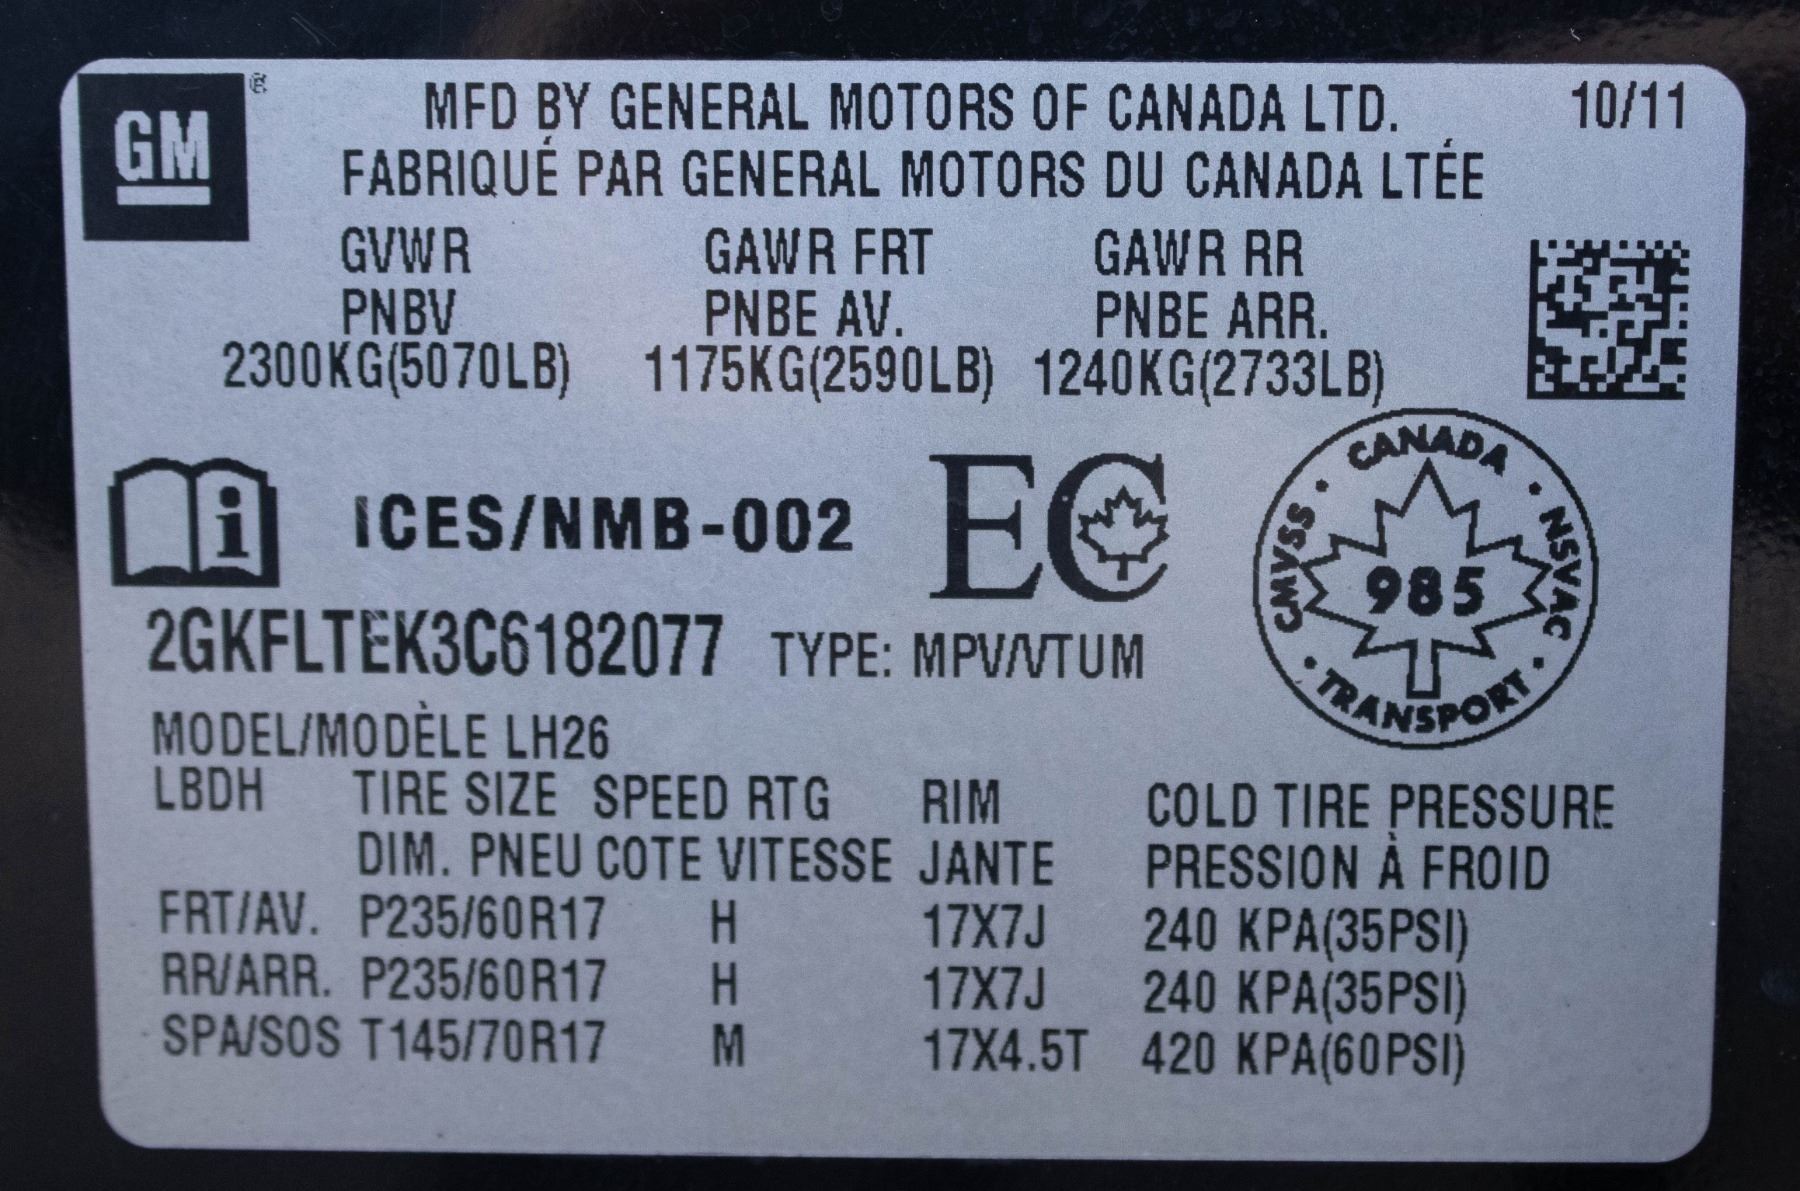 GM
MFD BY GENERAL MOTORS OF CANADA LTD. 10/11
FABRIQUÉ PAR GENERAL MOTORS DU CANADA LTÉE
GVWR GAWR FRT GAWR RR
PNBV PNBE AV. PNBE ARR.
2300KG(5070LB) 1175KG(2590LB) 1240KG(2733LB)
ICES/NMB-002 EC
CANADA · NSVAC · TRANSPORT · CMVSS ·
985
2GKFLTEK3C6182077 TYPE: MPV/VTUM
MODEL/MODÈLE LH26
LBDH TIRE SIZE SPEED RTG RIM COLD TIRE PRESSURE
DIM. PNEU COTE VITESSE JANTE PRESSION À FROID
FRT/AV. P235/60R17 H 17X7J 240 KPA(35PSI)
RR/ARR. P235/60R17 H 17X7J 240 KPA(35PSI)
SPA/SOS T145/70R17 M 17X4.5T 420 KPA(60PSI)